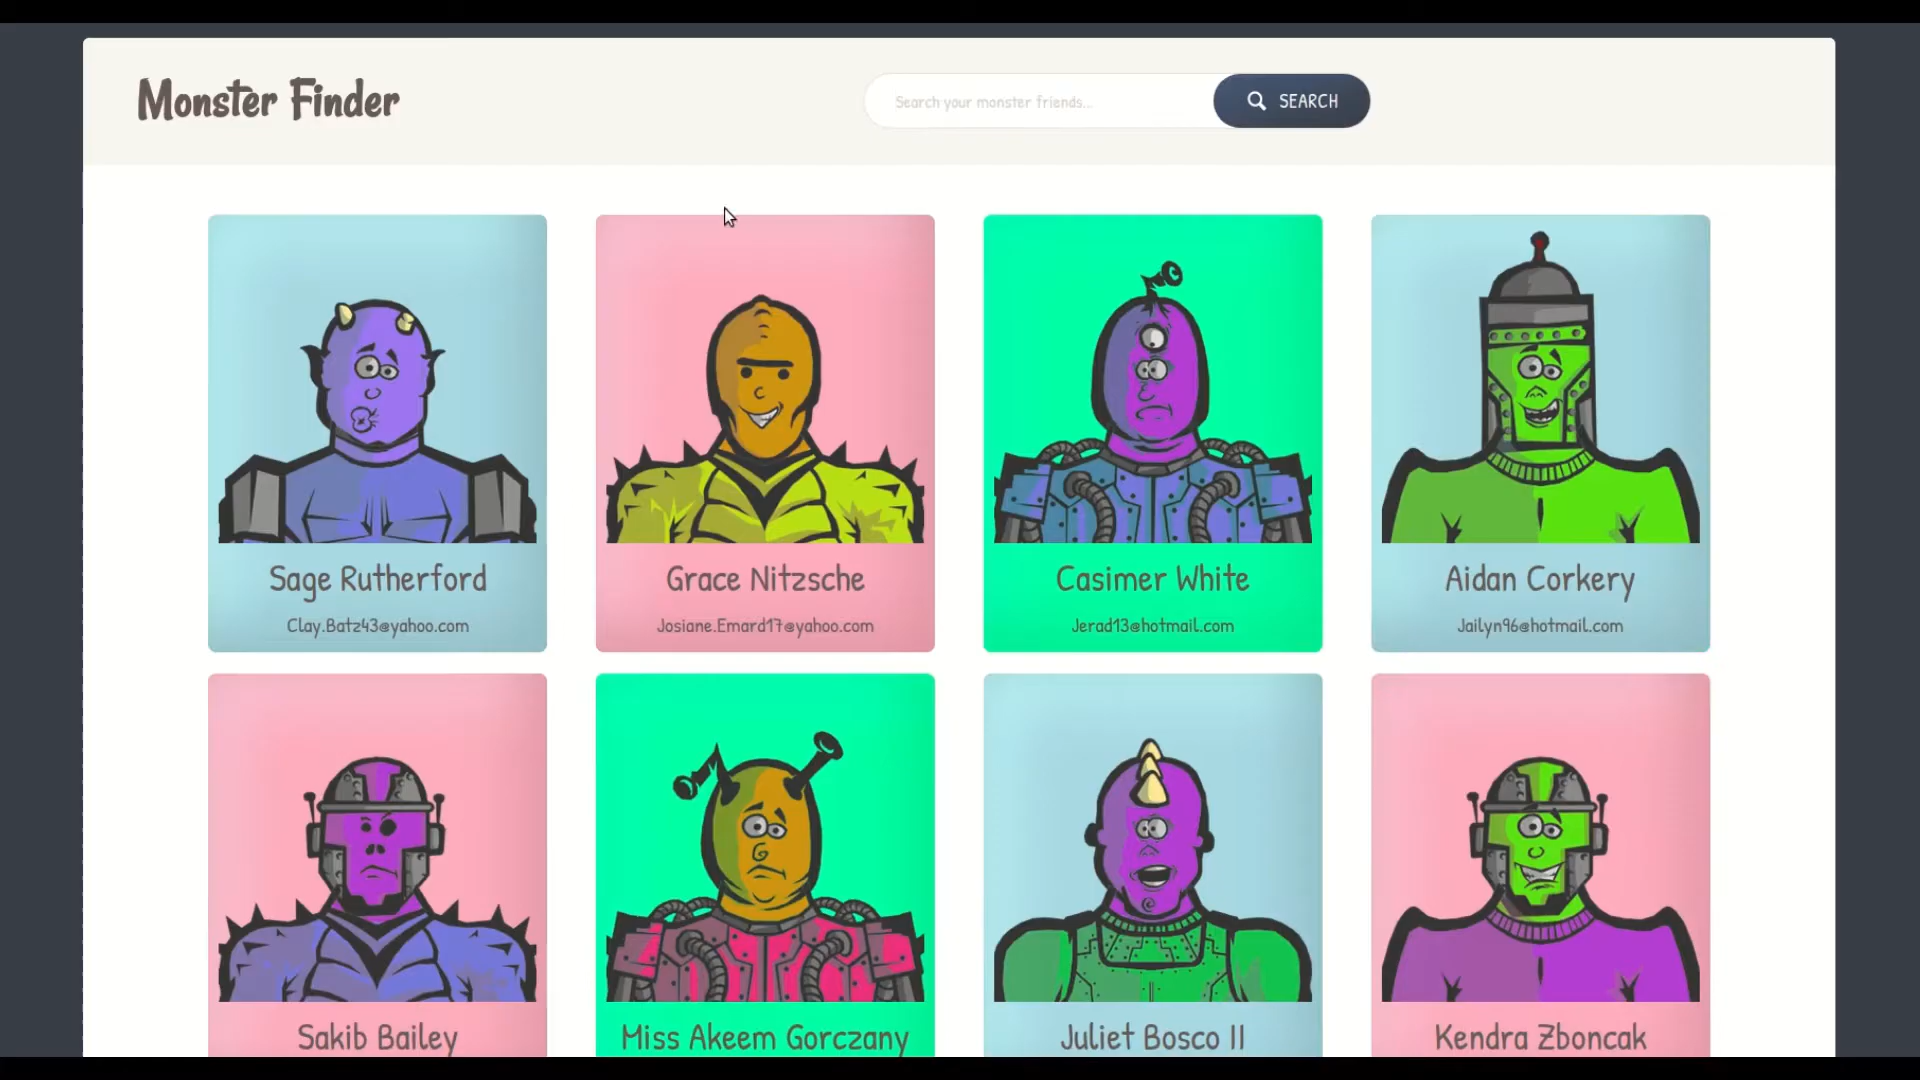 Monster Finder
Search your monster friends...
SEARCH
Sage Rutherford
Clay.Batz43@yahoo.com
Grace Nitzsche
Josiane.Emard17@yahoo.com
Casimer White
Jerad13@hotmail.com
Aidan Corkery
Jailyn96@hotmail.com
Sakib Bailey
Miss Akeem Gorczany
Juliet Bosco II
Kendra Zboncak